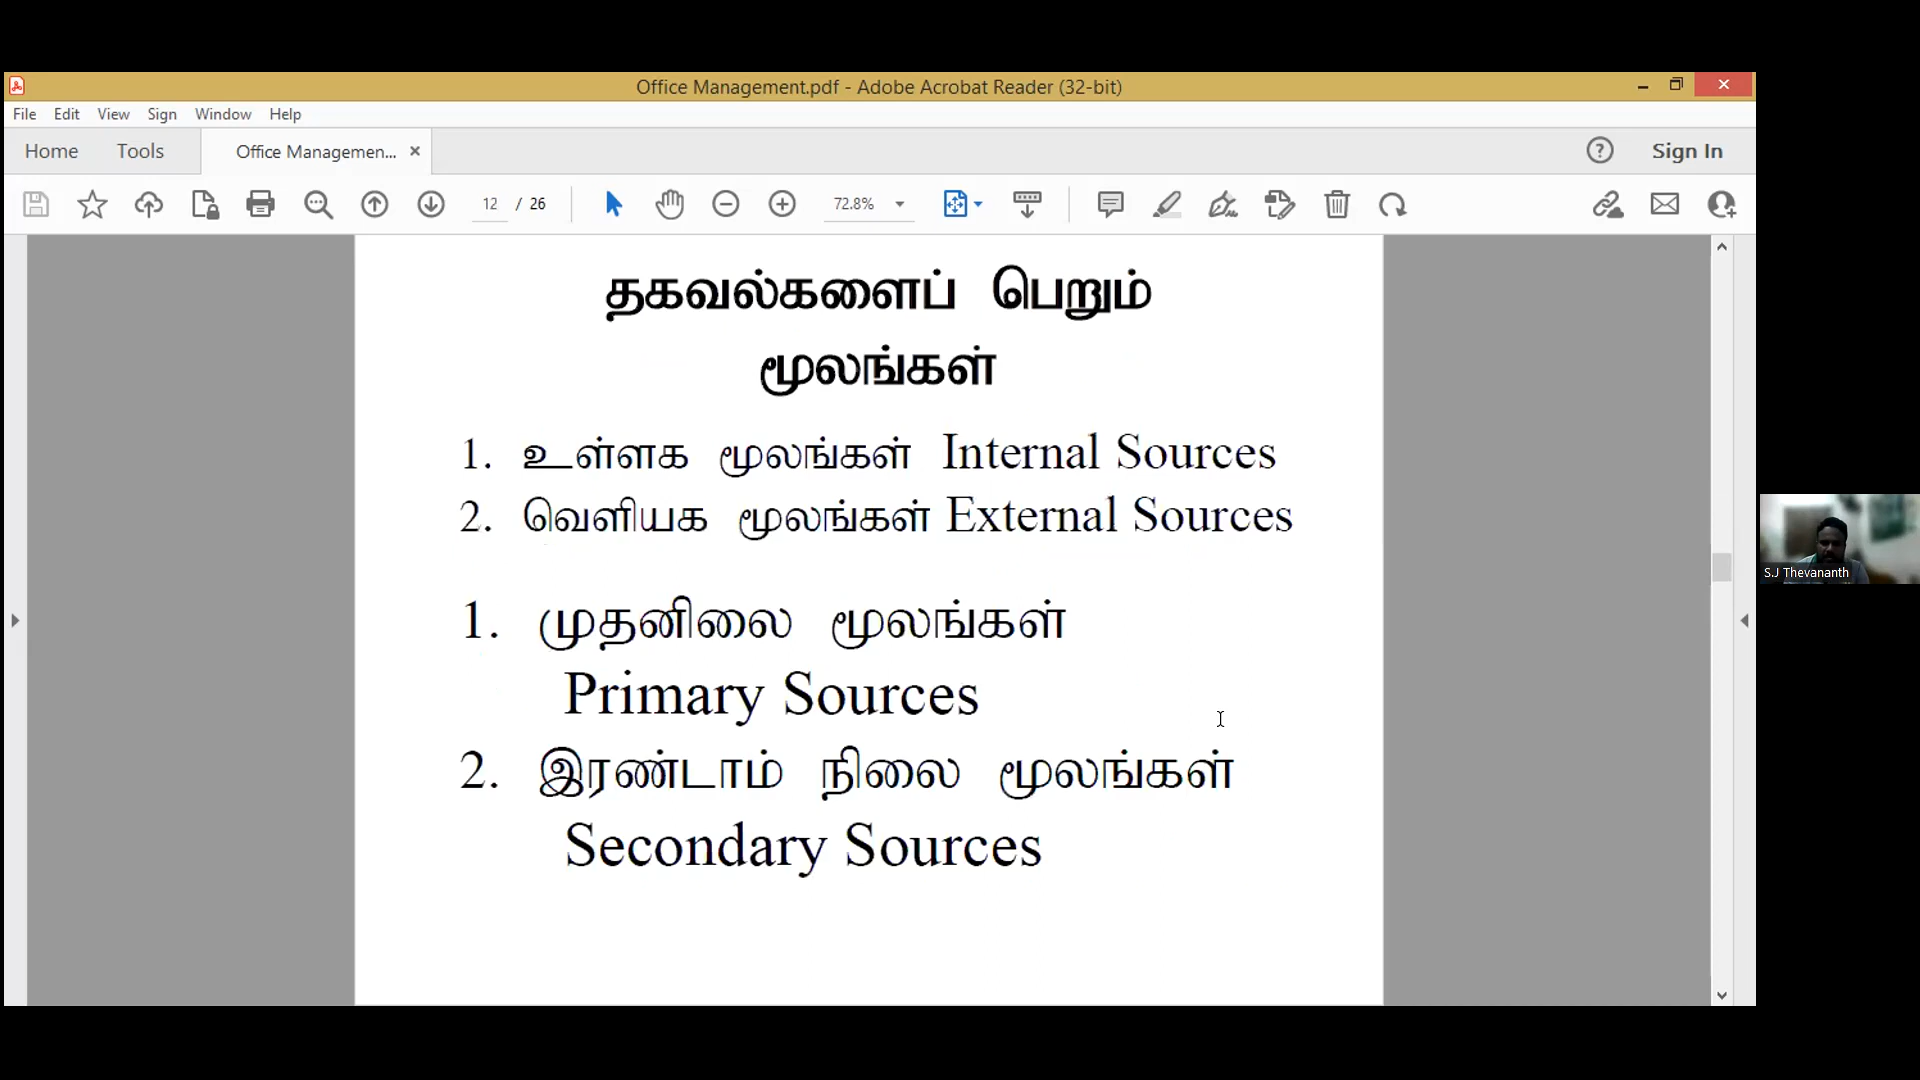 Office Management.pdf - Adobe Acrobat Reader (32-bit)
File Edit View Sign Window Help
Home Tools Office Managemen... × Sign In
12 / 26 72.8%
தகவல்களைப் பெறும்
மூலங்கள்
1. உள்ளக மூலங்கள் Internal Sources
2. வெளியக மூலங்கள் External Sources
1. முதனிலை மூலங்கள்
Primary Sources
2. இரண்டாம் நிலை மூலங்கள்
Secondary Sources
S.J Thevananth